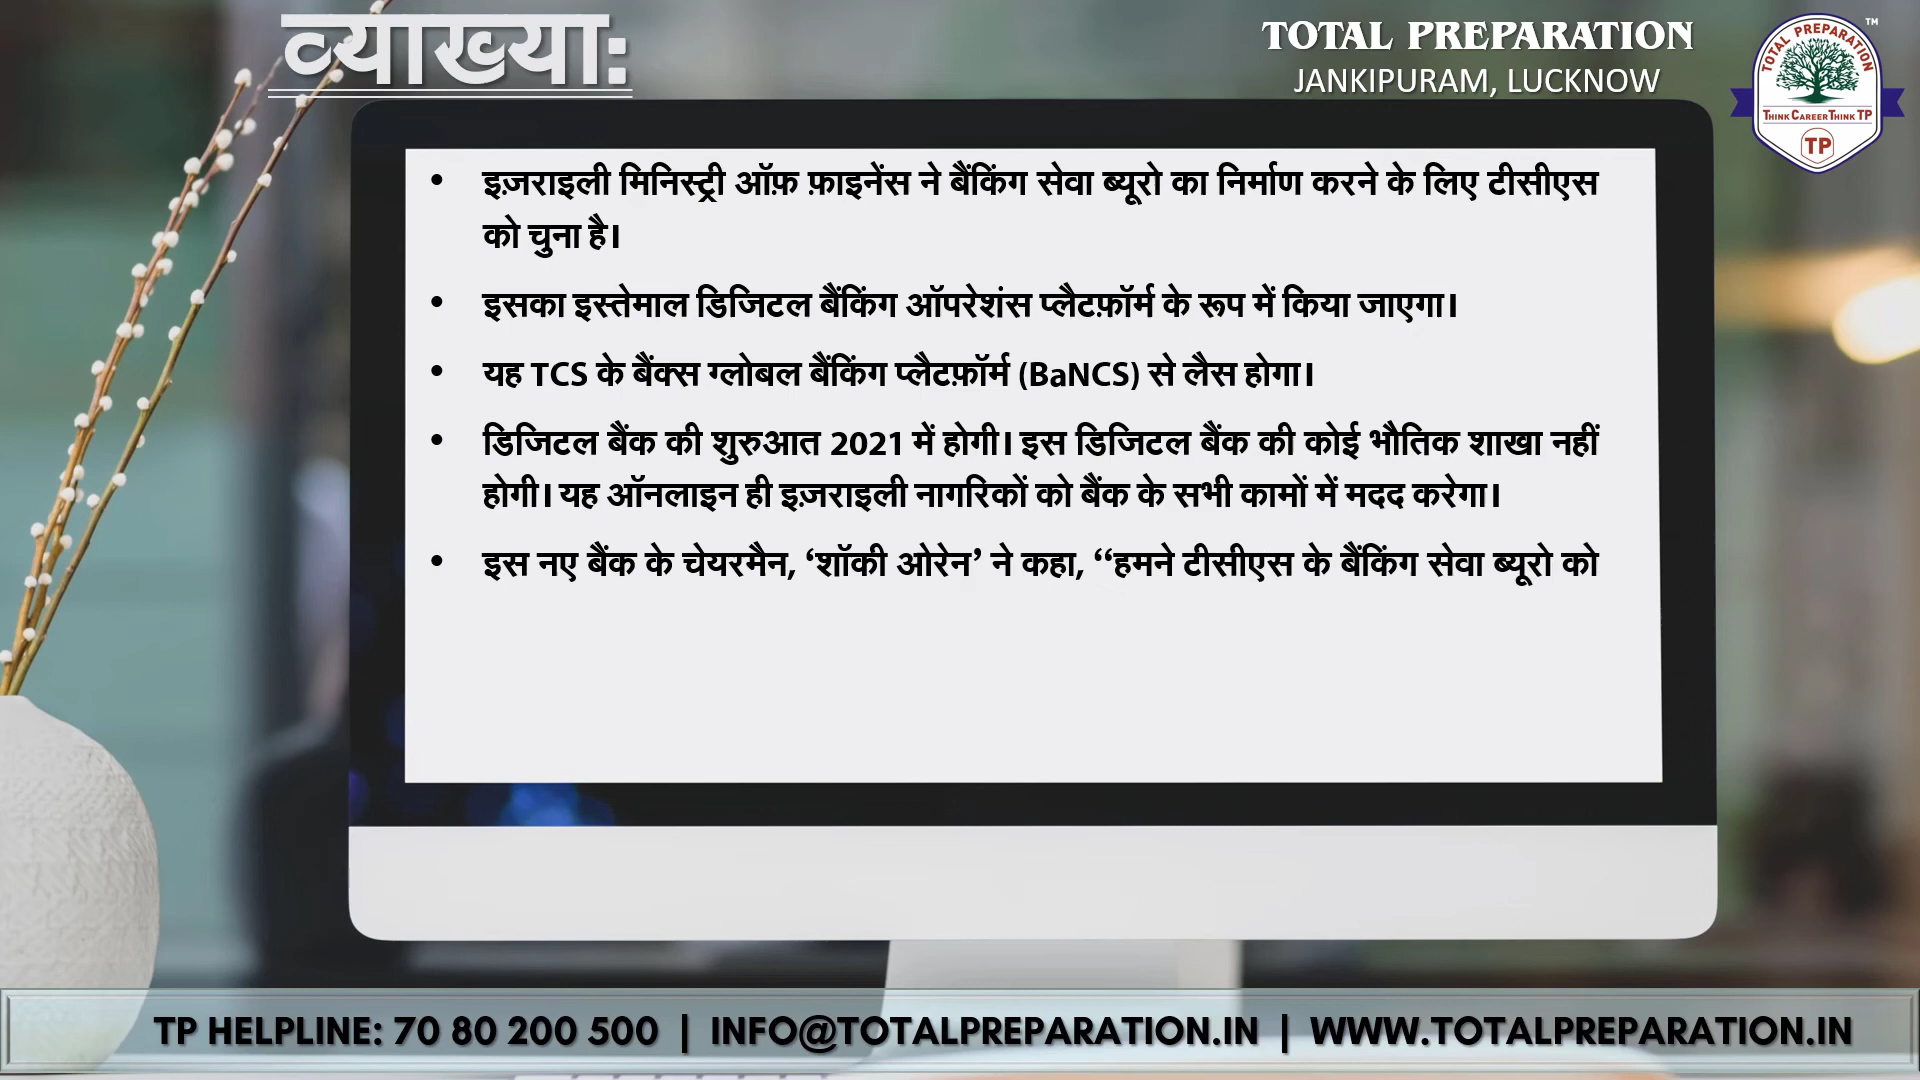 व्याख्या:
TOTAL PREPARATION
JANKIPURAM, LUCKNOW
TM
TOTAL PREPARATION
THINK CAREER THINK TP
TP
• इज़राइली मिनिस्ट्री ऑफ़ फ़ाइनेंस ने बैंकिंग सेवा ब्यूरो का निर्माण करने के लिए टीसीएस
को चुना है।
• इसका इस्तेमाल डिजिटल बैंकिंग ऑपरेशंस प्लैटफ़ॉर्म के रूप में किया जाएगा।
• यह TCS के बैंक्स ग्लोबल बैंकिंग प्लैटफ़ॉर्म (BaNCS) से लैस होगा।
• डिजिटल बैंक की शुरुआत 2021 में होगी। इस डिजिटल बैंक की कोई भौतिक शाखा नहीं
होगी। यह ऑनलाइन ही इज़राइली नागरिकों को बैंक के सभी कामों में मदद करेगा।
• इस नए बैंक के चेयरमैन, ‘शॉकी ओरेन’ ने कहा, “हमने टीसीएस के बैंकिंग सेवा ब्यूरो को
TP HELPLINE: 70 80 200 500 | INFO@TOTALPREPARATION.IN | WWW.TOTALPREPARATION.IN